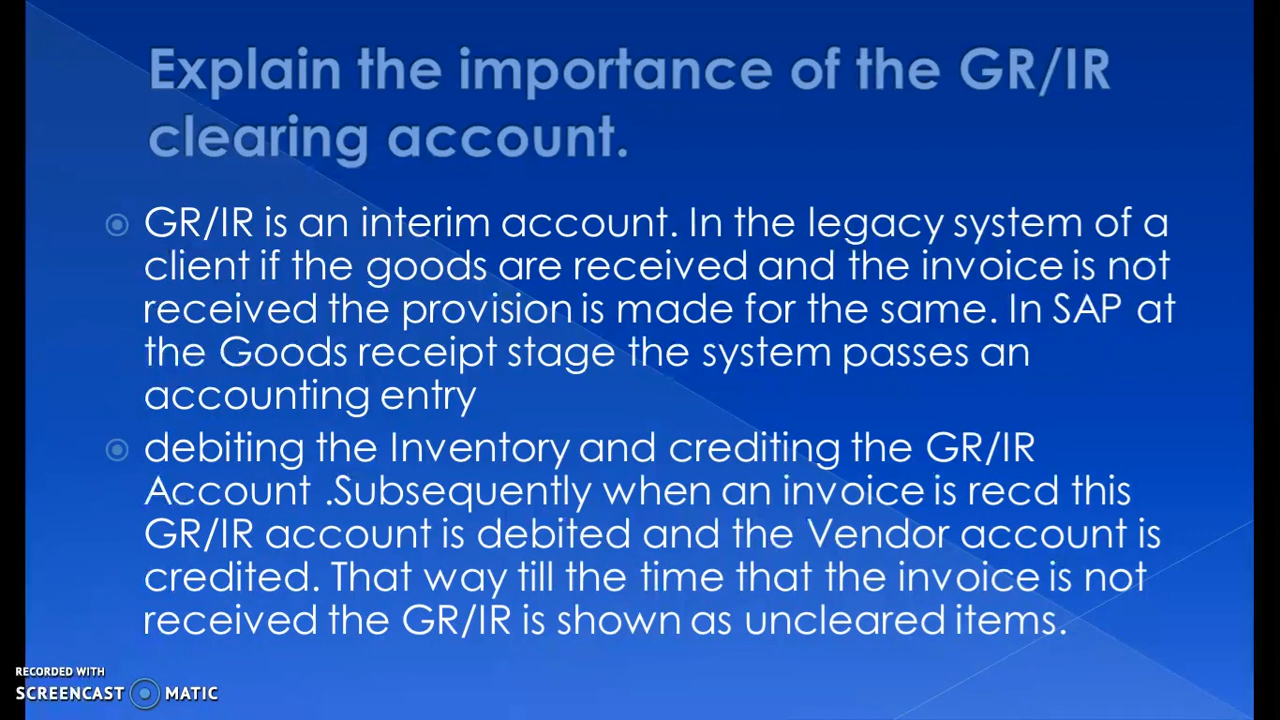 Explain the importance of the GR/IR
clearing account.
GR/IR is an interim account. In the legacy system of a
client if the goods are received and the invoice is not
received the provision is made for the same. In SAP at
the Goods receipt stage the system passes an
accounting entry
debiting the Inventory and crediting the GR/IR
Account .Subsequently when an invoice is recd this
GR/IR account is debited and the Vendor account is
credited. That way till the time that the invoice is not
received the GR/IR is shown as uncleared items.
RECORDED WITH
SCREENCAST MATIC